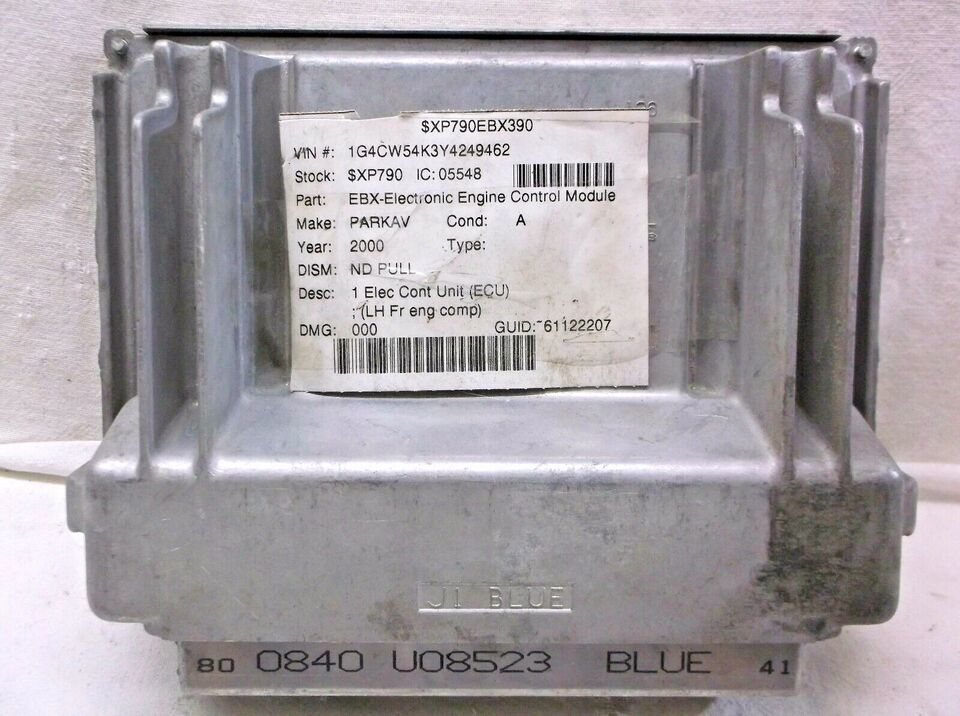 $XP790EBX390
VIN #: 1G4CW54K3Y4249462
Stock: $XP790 IC: 05548
Part: EBX-Electronic Engine Control Module
Make: PARKAV Cond: A
Year: 2000 Type:
DISM: ND PULL
Desc: 1 Elec Cont Unit (ECU)
; (LH Fr eng comp)
DMG: 000 GUID: 61122207
J1 BLUE
80 0840 U08523 BLUE 41